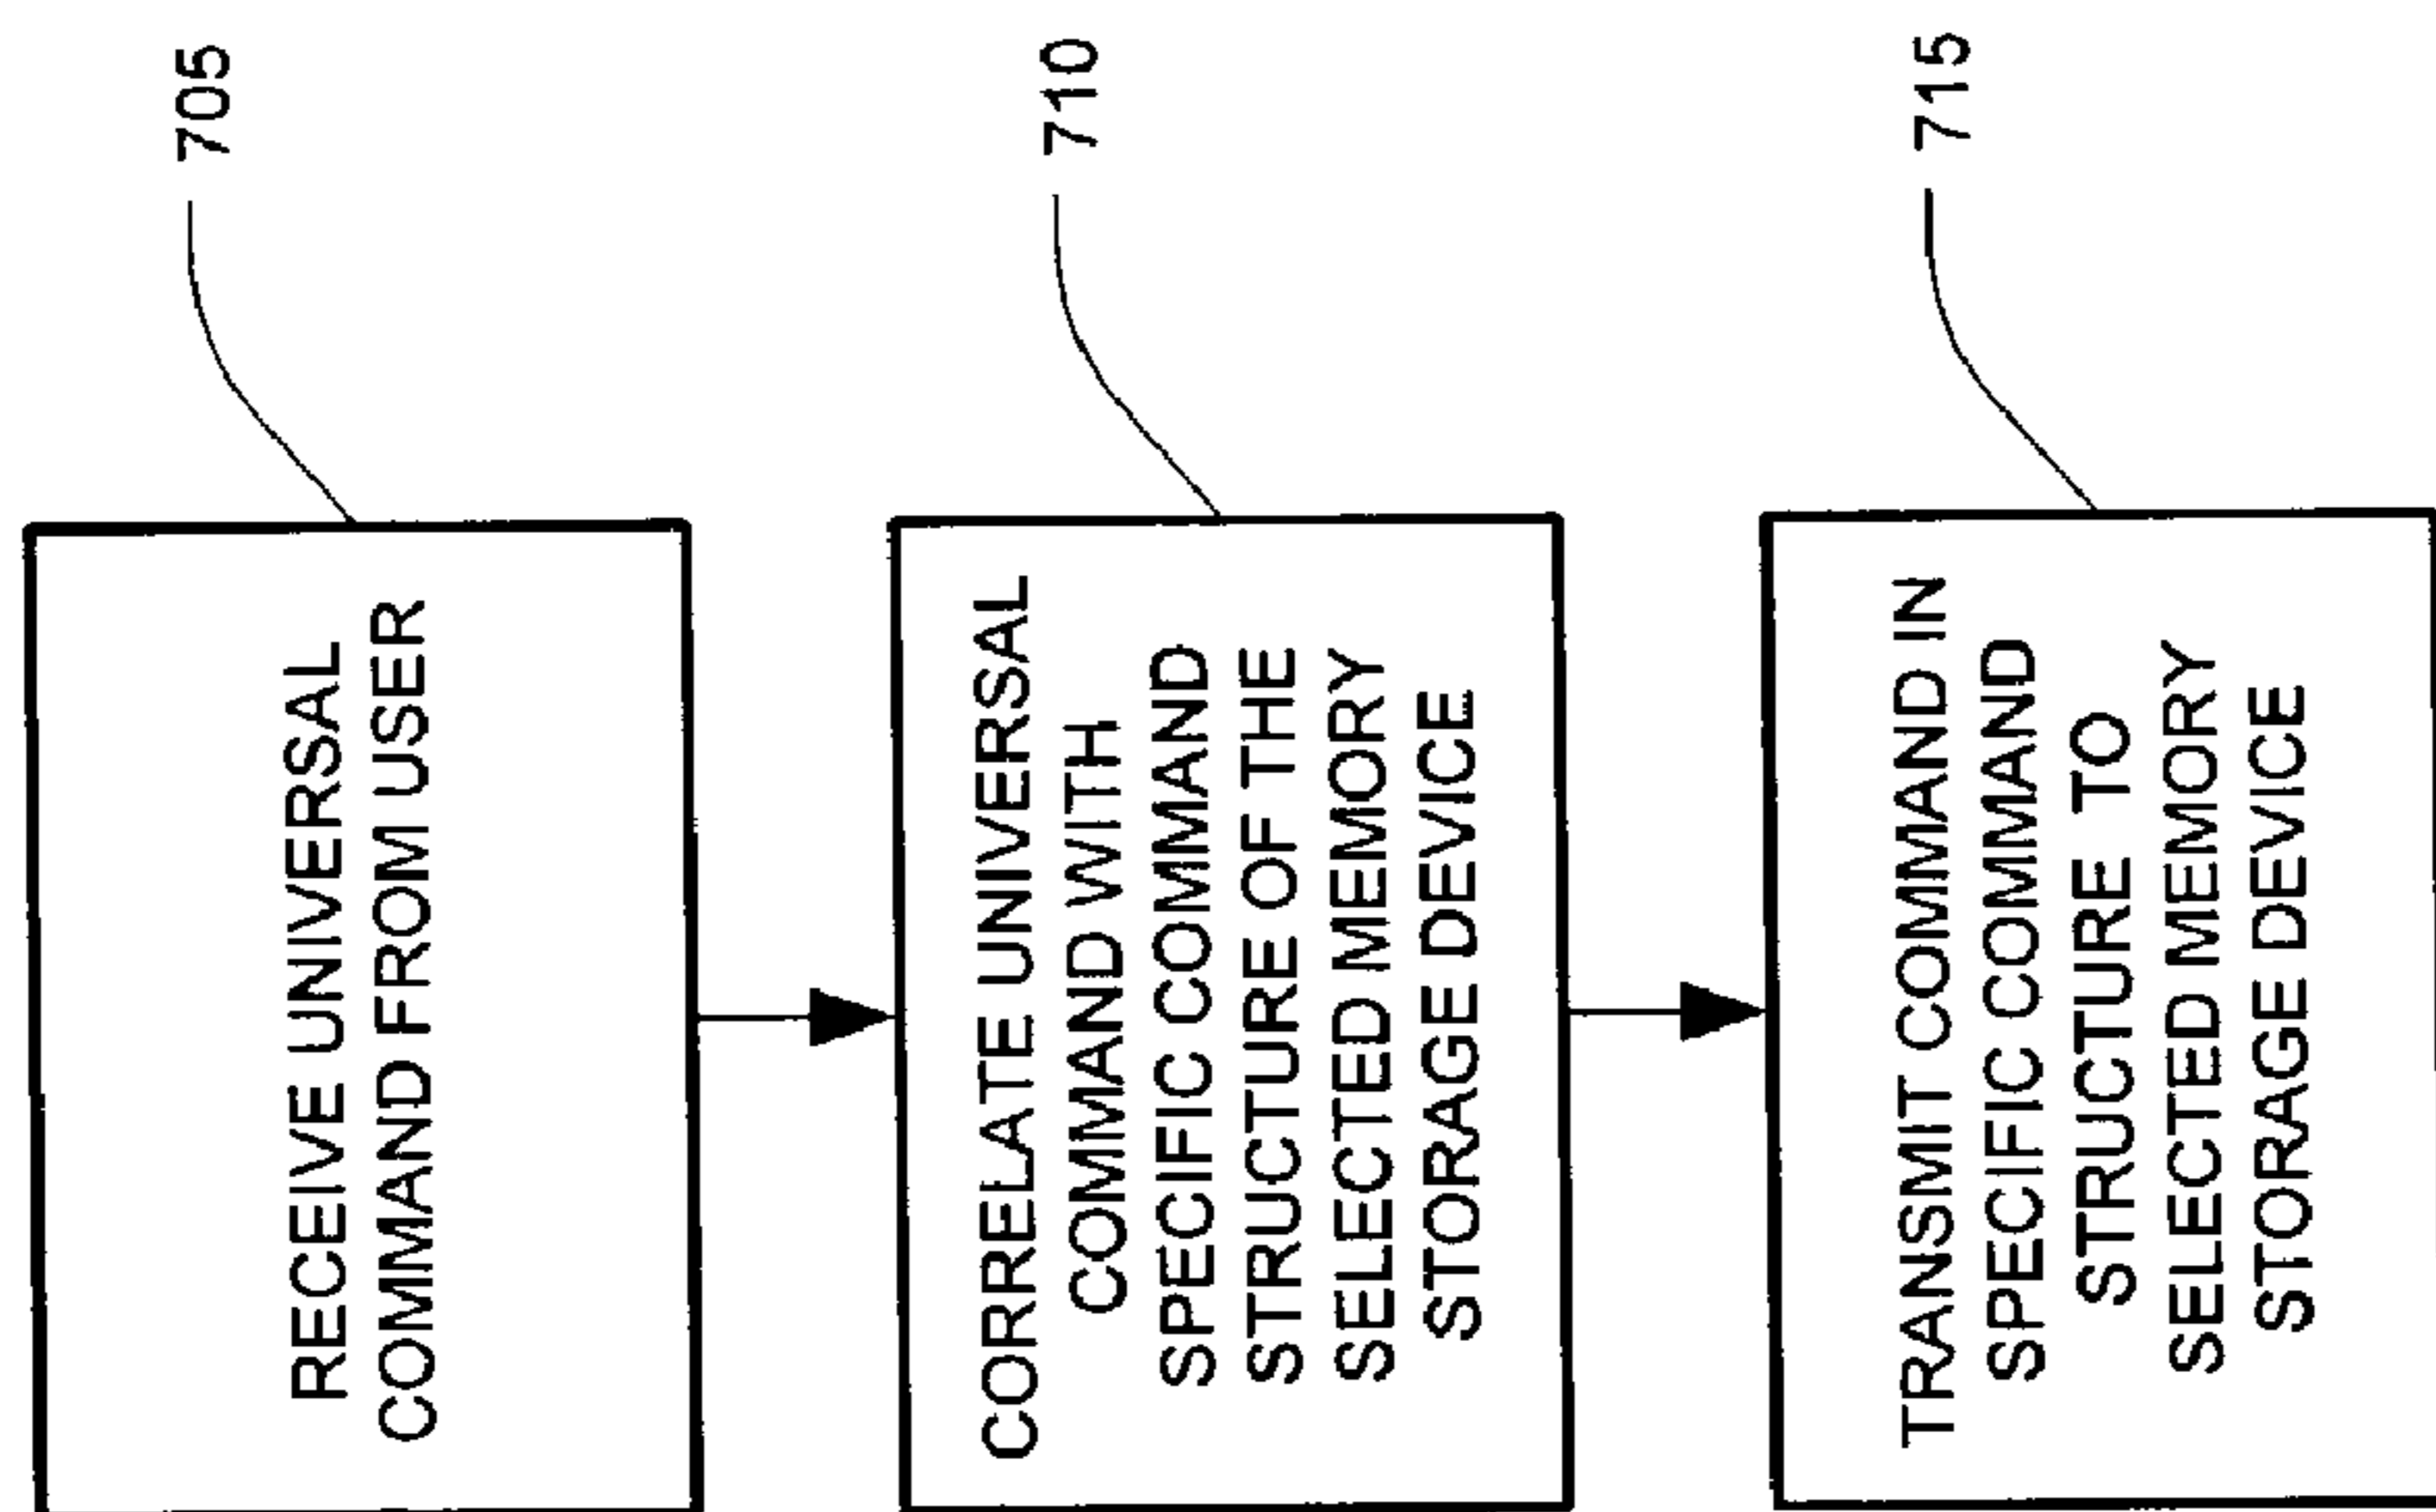 RECEIVE UNIVERSAL
COMMAND FROM USER
705
CORRELATE UNIVERSAL
COMMAND WITH
SPECIFIC COMMAND
STRUCTURE OF THE
SELECTED MEMORY
STORAGE DEVICE
710
TRANSMIT COMMAND IN
SPECIFIC COMMAND
STRUCTURE TO
SELECTED MEMORY
STORAGE DEVICE
715